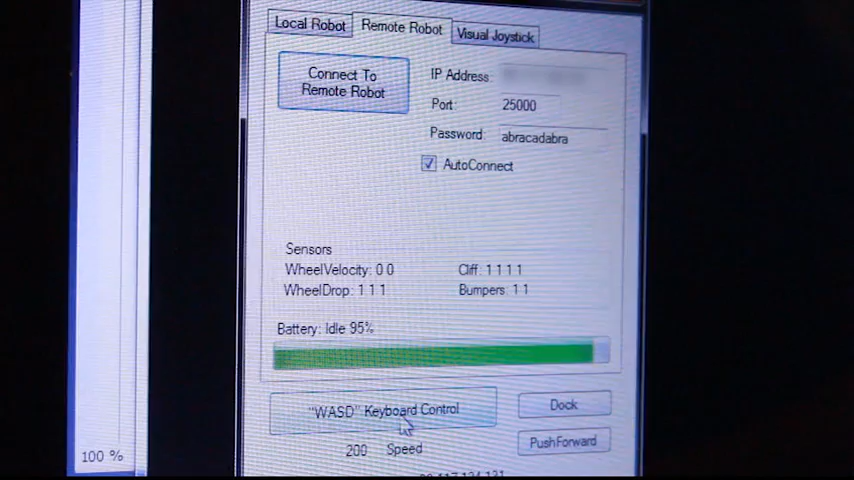 Local Robot Remote Robot Visual Joystick
Connect To
Remote Robot
IP Address:
Port: 25000
Password: abracadabra
AutoConnect
Sensors
WheelVelocity: 0 0 Cliff: 1 1 1 1
WheelDrop: 1 1 1 Bumpers: 1 1
Battery: Idle 95%
"WASD" Keyboard Control Dock
200 Speed PushForward
100 %